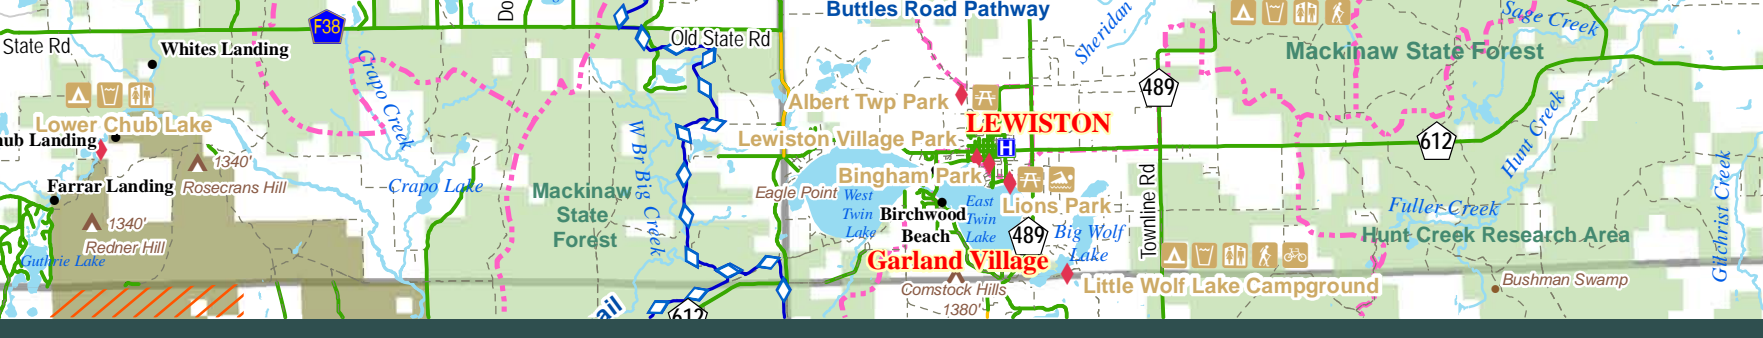 Buttles Road Pathway
Do
Sheridan
Sage Creek
F38
State Rd
Whites Landing
Old State Rd
Mackinaw State Forest
Crapo Creek
489
Albert Twp Park
LEWISTON
Lower Chub Lake
W Br Big Creek
Lewiston Village Park
612
Hunt Creek
ub Landing
H
1340'
Farrar Landing
Rosecrans Hill
Crapo Lake
Mackinaw
State
Forest
Eagle Point
Bingham Park
West
Twin
Lake
Birchwood
Beach
East
Twin
Lake
Lions Park
Townline Rd
Fuller Creek
Gilchrist Creek
1340'
Redner Hill
489
Big Wolf
Lake
Hunt Creek Research Area
Guthrie Lake
Garland Village
Comstock Hills
1380'
Little Wolf Lake Campground
Bushman Swamp
ail
612